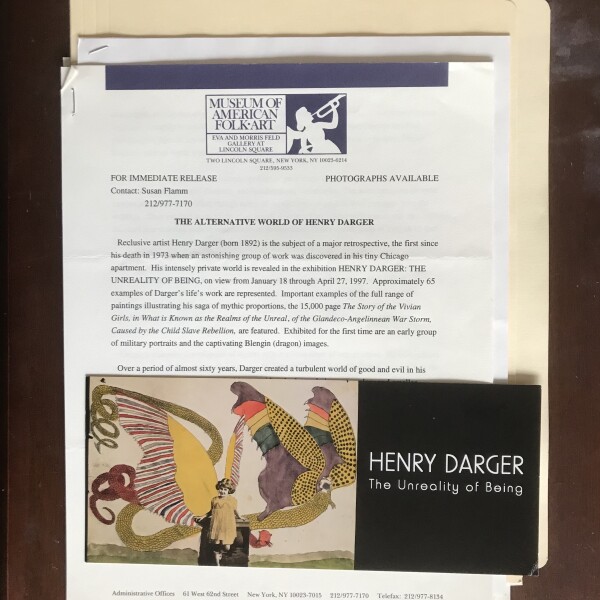 MUSEUM OF
AMERICAN
FOLK•ART
EVA AND MORRIS FELD
GALLERY AT
LINCOLN SQUARE
TWO LINCOLN SQUARE, NEW YORK, NY 10023-6214
212/595-9533
FOR IMMEDIATE RELEASE PHOTOGRAPHS AVAILABLE
Contact: Susan Flamm
212/977-7170
THE ALTERNATIVE WORLD OF HENRY DARGER
Reclusive artist Henry Darger (born 1892) is the subject of a major retrospective, the first since
his death in 1973 when an astonishing group of work was discovered in his tiny Chicago
apartment. His intensely private world is revealed in the exhibition HENRY DARGER: THE
UNREALITY OF BEING, on view from January 18 through April 27, 1997. Approximately 65
examples of Darger's life's work are represented. Important examples of the full range of
paintings illustrating his saga of mythic proportions, the 15,000 page The Story of the Vivian
Girls, in What is Known as the Realms of the Unreal, of the Glandeco-Angelinnean War Storm,
Caused by the Child Slave Rebellion, are featured. Exhibited for the first time are an early group
of military portraits and the captivating Blengin (dragon) images.
Over a period of almost sixty years, Darger created a turbulent world of good and evil in his
HENRY DARGER
The Unreality of Being
Administrative Offices 61 West 62nd Street New York, NY 10023-7015 212/977-7170 Telefax: 212/977-8134